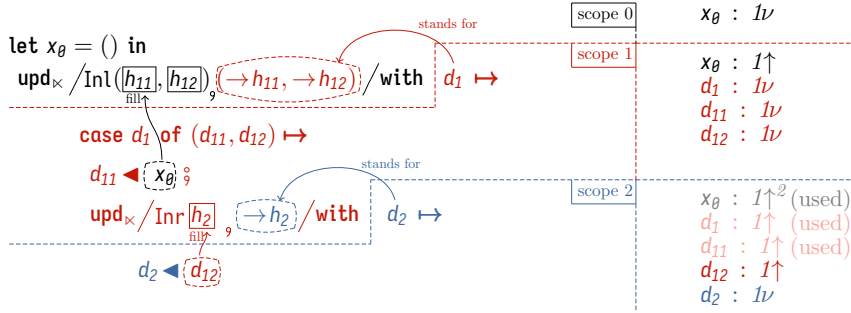 scope 0 x₀ : 1ν
stands for
let x₀ = () in
scope 1 x₀ : 1↑
upd⋉ ∕Inl(h₁₁, h₁₂) ⨟ (→h₁₁, →h₁₂) ∕with d₁ ↦ d₁ : 1ν
fill d₁₁ : 1ν
case d₁ of (d₁₁, d₁₂) ↦ d₁₂ : 1ν
stands for
d₁₁ ◀ x₀ ⨟
scope 2 x₀ : 1↑² (used)
upd⋉ ∕Inr h₂ ⨟ →h₂ ∕with d₂ ↦ d₁ : 1↑ (used)
fill d₁₁ : 1↑ (used)
d₂ ◀ d₁₂ d₁₂ : 1↑
d₂ : 1ν